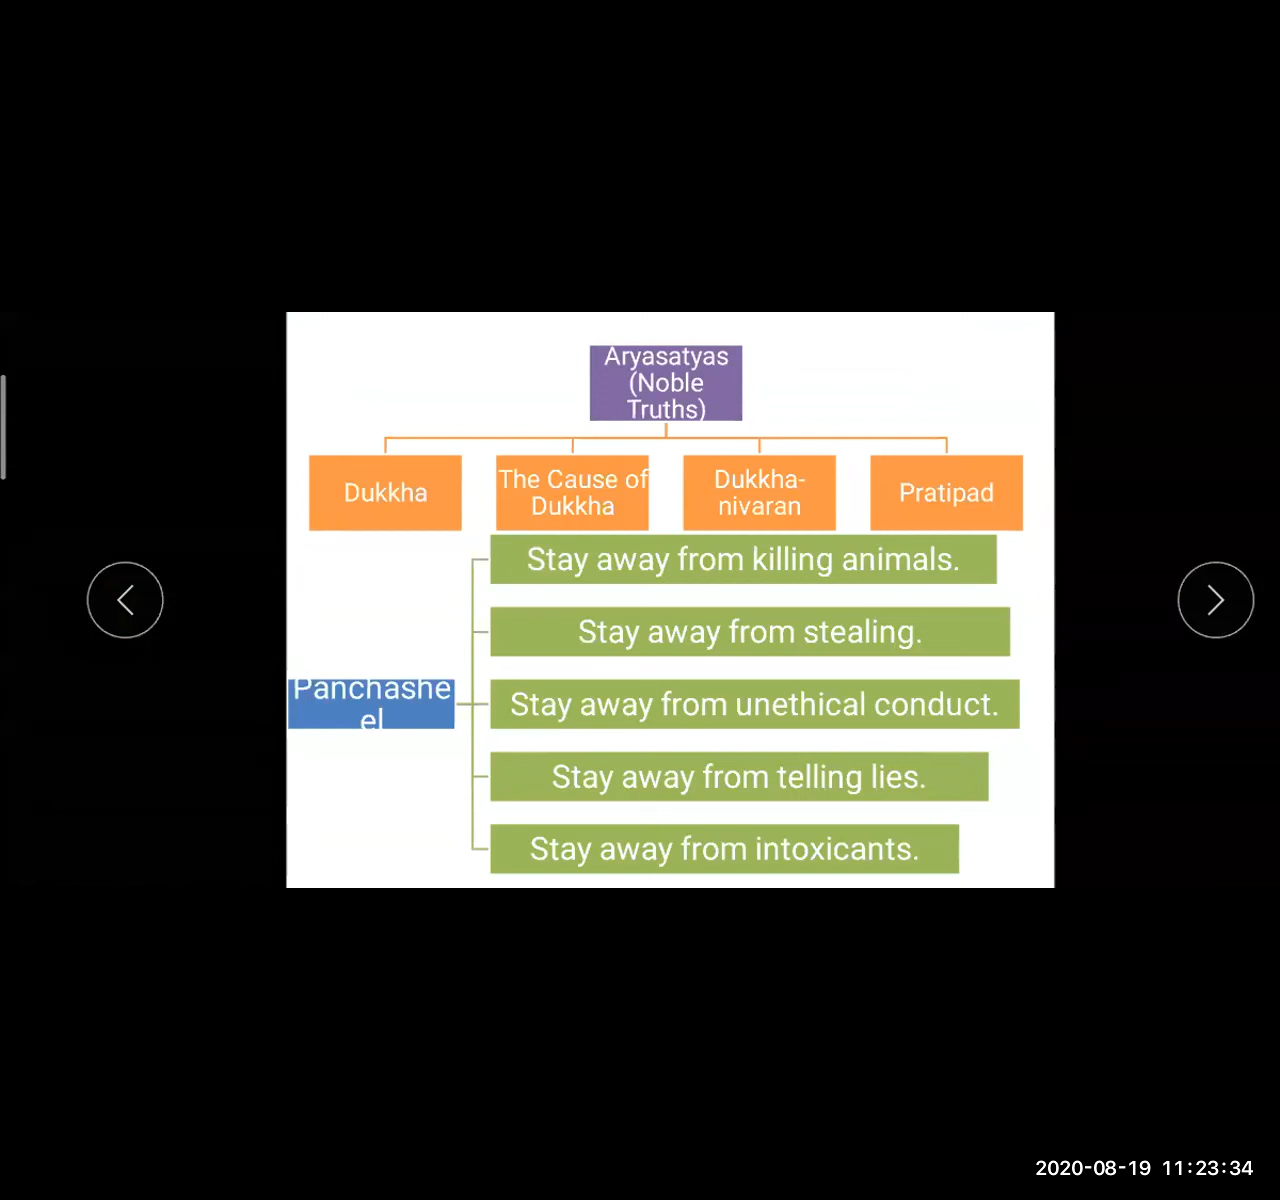 Aryasatyas
(Noble
Truths)
Dukkha
The Cause of
Dukkha
Dukkha-
nivaran
Pratipad
Stay away from killing animals.
Stay away from stealing.
Panchashe
el
Stay away from unethical conduct.
Stay away from telling lies.
Stay away from intoxicants.
2020-08-19 11:23:34